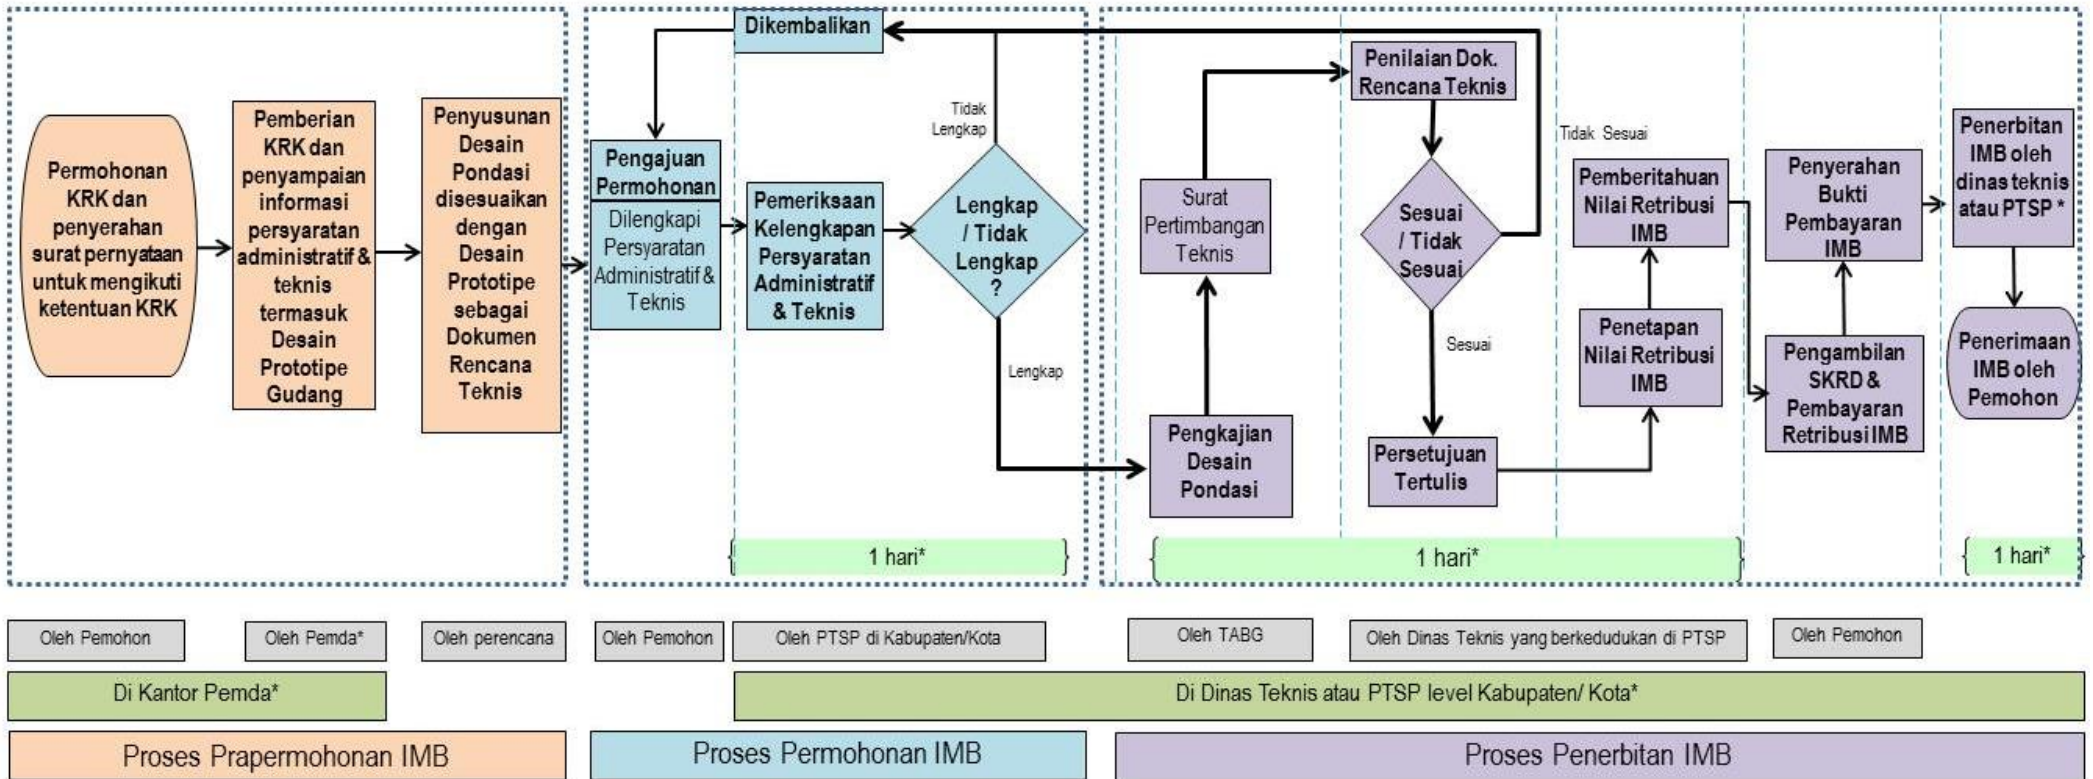 Permohonan
KRK dan
penyerahan
surat pernyataan
untuk mengikuti
ketentuan KRK
Pemberian
KRK dan
penyampaian
informasi
persyaratan
administratif &
teknis
termasuk
Desain
Prototipe
Gudang
Penyusunan
Desain
Pondasi
disesuaikan
dengan
Desain
Prototipe
sebagai
Dokumen
Rencana
Teknis
Dikembalikan
Pengajuan
Permohonan
Dilengkapi
Persyaratan
Administratif &
Teknis
Pemeriksaan
Kelengkapan
Persyaratan
Administratif
& Teknis
Tidak
Lengkap
Lengkap
/ Tidak
Lengkap
?
Lengkap
1 hari*
Pengkajian
Desain
Pondasi
Surat
Pertimbangan
Teknis
Penilaian Dok.
Rencana Teknis
Sesuai
/ Tidak
Sesuai
Tidak Sesuai
Sesuai
Persetujuan
Tertulis
Penetapan
Nilai Retribusi
IMB
Pemberitahuan
Nilai Retribusi
IMB
1 hari*
Pengambilan
SKRD &
Pembayaran
Retribusi IMB
Penyerahan
Bukti
Pembayaran
IMB
Penerbitan
IMB oleh
dinas teknis
atau PTSP *
Penerimaan
IMB oleh
Pemohon
1 hari*
Oleh Pemohon
Oleh Pemda*
Oleh perencana
Oleh Pemohon
Oleh PTSP di Kabupaten/Kota
Oleh TABG
Oleh Dinas Teknis yang berkedudukan di PTSP
Oleh Pemohon
Di Kantor Pemda*
Di Dinas Teknis atau PTSP level Kabupaten/ Kota*
Proses Prapermohonan IMB
Proses Permohonan IMB
Proses Penerbitan IMB